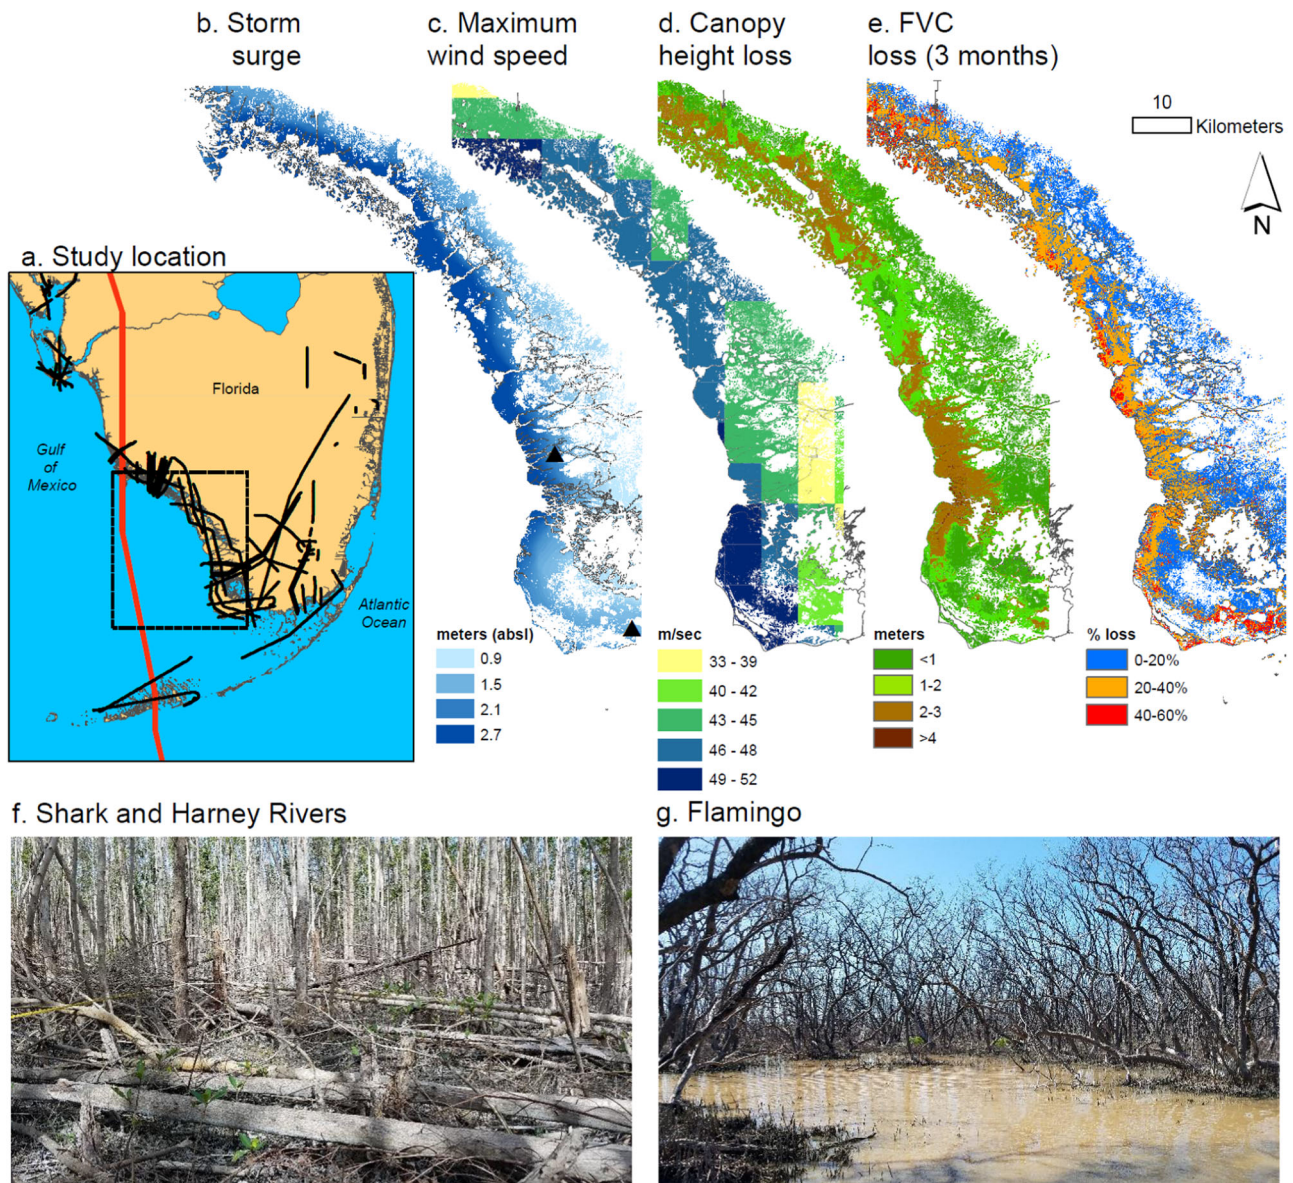 b. Storm
surge
c. Maximum
wind speed
d. Canopy
height loss
e. FVC
loss (3 months)
10
Kilometers
N
a. Study location
Florida
Gulf
of
Mexico
Atlantic
Ocean
meters (absl)
0.9
1.5
2.1
2.7
m/sec
33 - 39
40 - 42
43 - 45
46 - 48
49 - 52
meters
<1
1-2
2-3
>4
% loss
0-20%
20-40%
40-60%
f. Shark and Harney Rivers
g. Flamingo